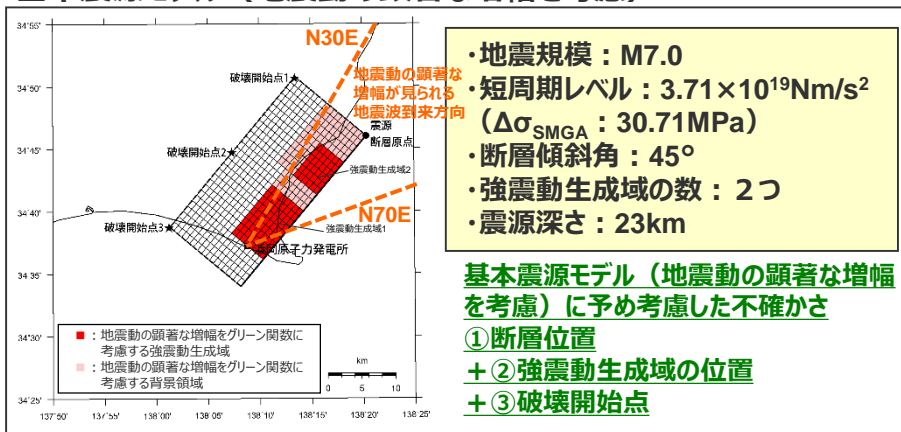 34°55'
34°50'
34°45'
34°40'
34°35'
34°30'
34°25'
137°50'
137°55'
138°00'
138°05'
138°10'
138°15'
138°20'
138°25'
N30E
地震動の顕著な
増幅が見られる
地震波到来方向
破壊開始点1
震源
断層原点
破壊開始点2
強震動生成域2
N70E
破壊開始点3
強震動生成域1
岡原子力発電所
■:地震動の顕著な増幅をグリーン関数に
考慮する強震動生成域
■:地震動の顕著な増幅をグリーン関数に
考慮する背景領域
km
0 5 10
・地震規模:M7.0
・短周期レベル:3.71×10¹⁹Nm/s²
(ΔσSMGA:30.71MPa)
・断層傾斜角:45°
・強震動生成域の数:2つ
・震源深さ:23km
基本震源モデル(地震動の顕著な増幅
を考慮)に予め考慮した不確かさ
①断層位置
+②強震動生成域の位置
+③破壊開始点